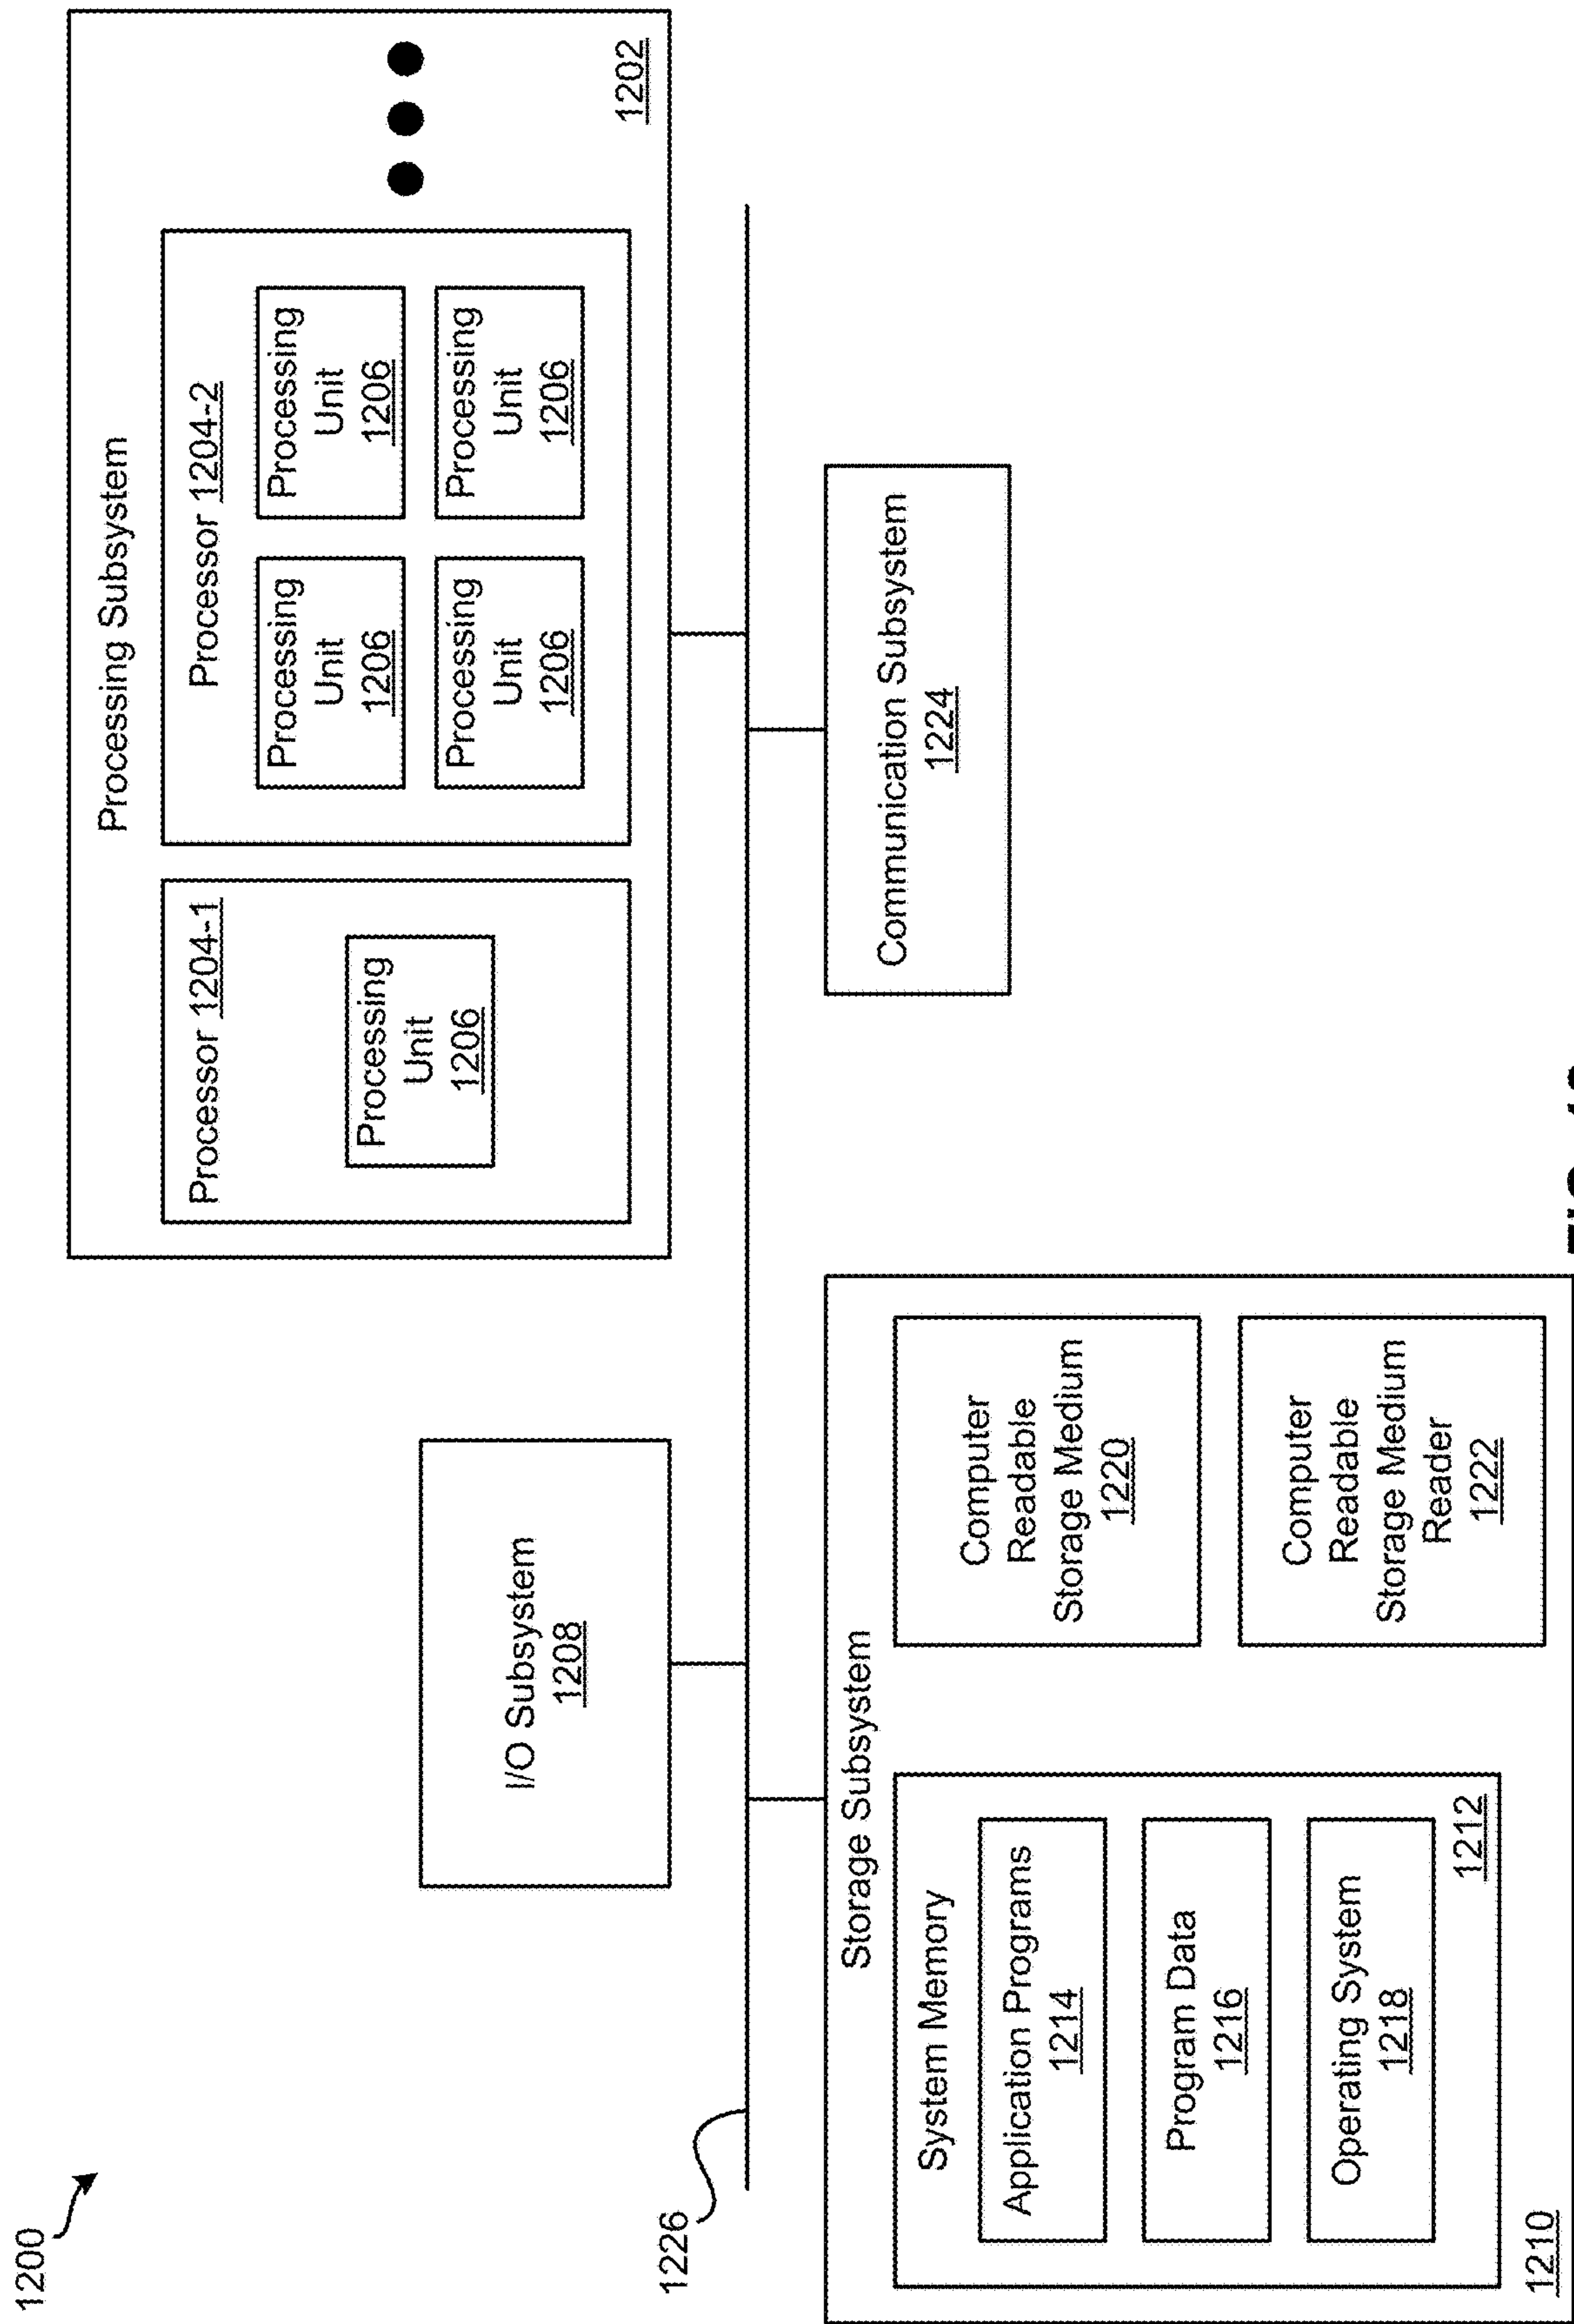 1200
Processing Subsystem
Processor 1204-1
Processing
Unit
1206
Processor 1204-2
Processing
Unit
1206
Processing
Unit
1206
Processing
Unit
1206
Processing
Unit
1206
1202
I/O Subsystem
1208
1226
Storage Subsystem
System Memory
Application Programs
1214
Program Data
1216
Operating System
1218
1212
Computer
Readable
Storage Medium
1220
Computer
Readable
Storage Medium
Reader
1222
1210
Communication Subsystem
1224